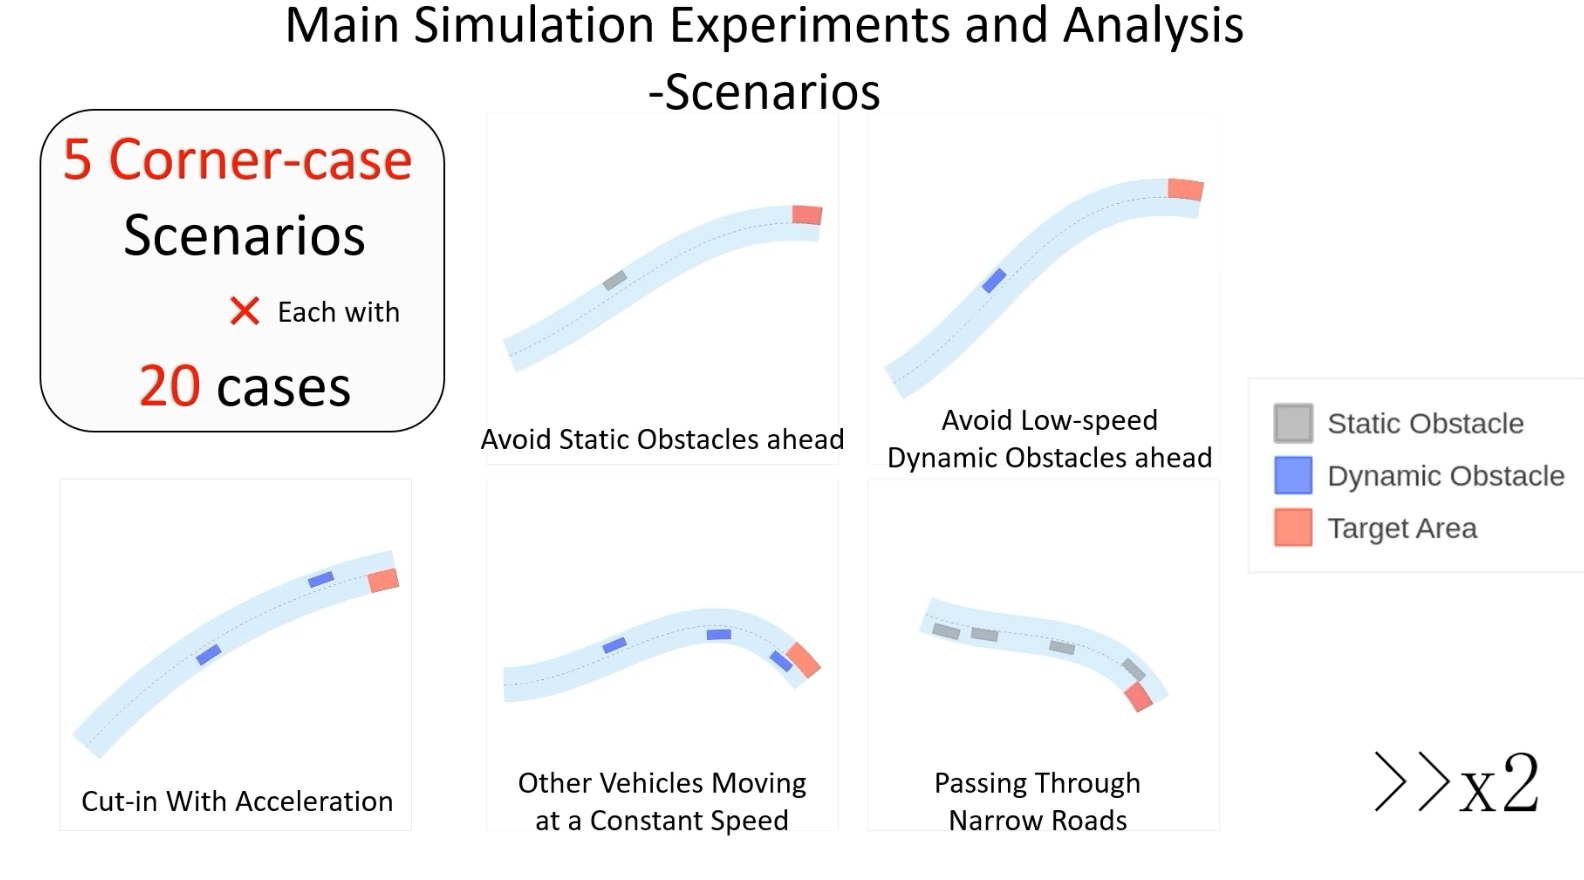 Main Simulation Experiments and Analysis
-Scenarios
5 Corner-case
Scenarios
× Each with
20 cases
Avoid Static Obstacles ahead
Avoid Low-speed
Dynamic Obstacles ahead
Static Obstacle
Dynamic Obstacle
Target Area
Cut-in With Acceleration
Other Vehicles Moving
at a Constant Speed
Passing Through
Narrow Roads
>>x2